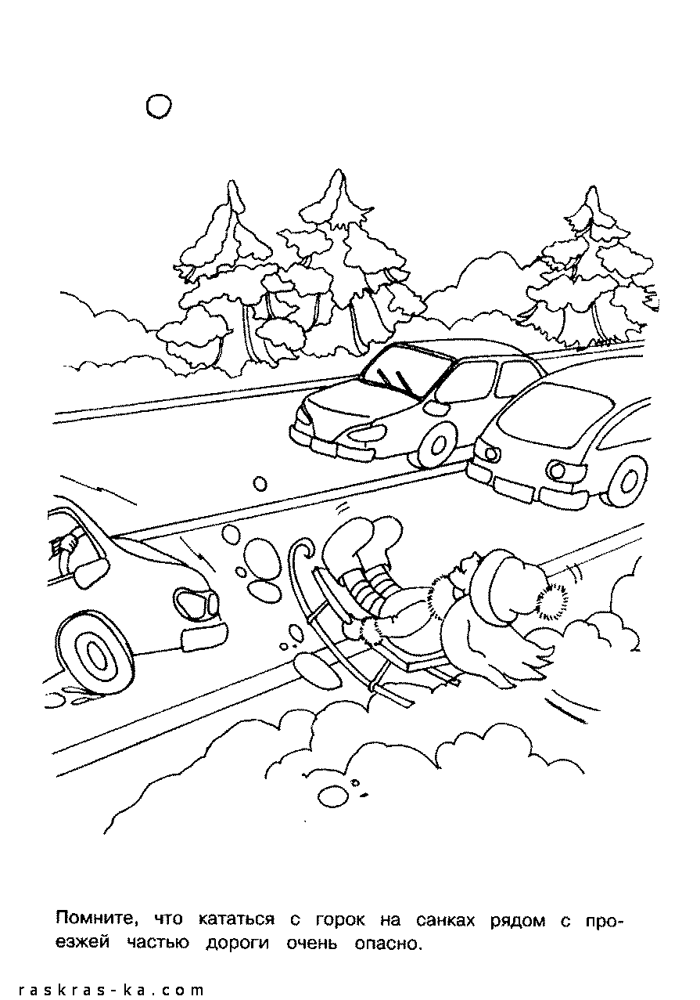 Помните, что кататься с горок на санках рядом с про-
езжей частью дороги очень опасно.
raskras-ka.com